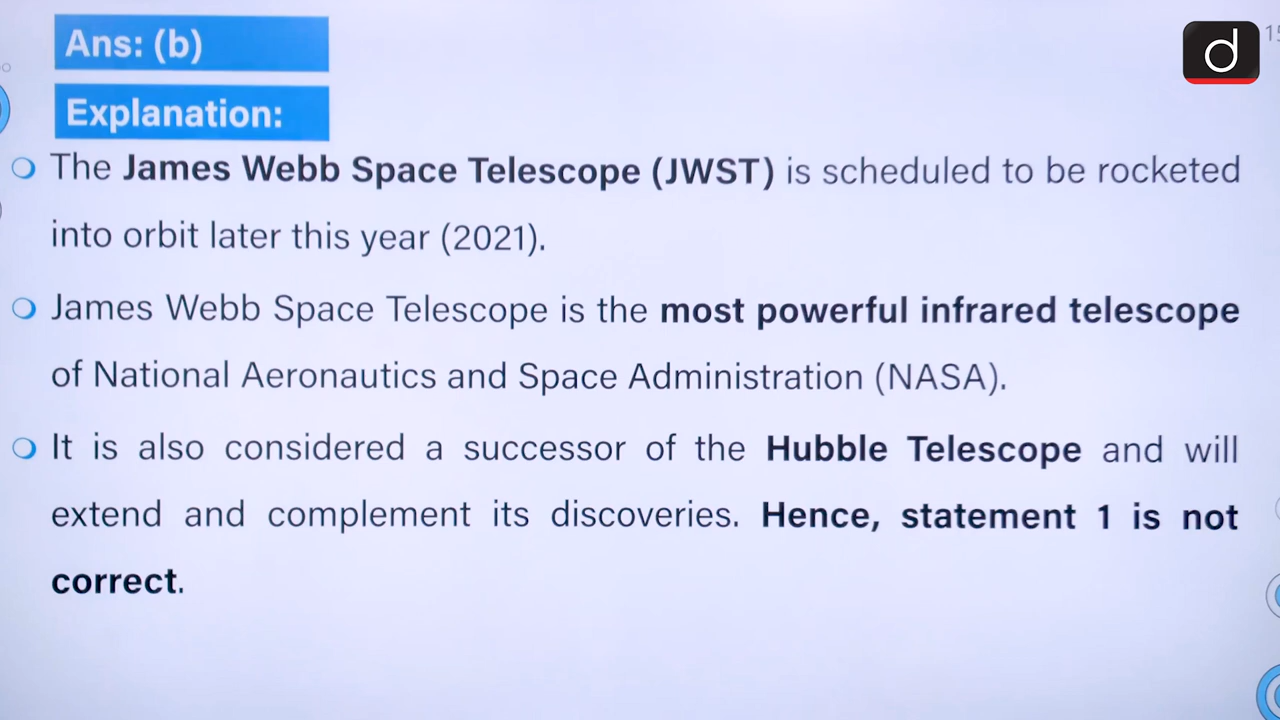 Ans: (b)
Explanation:
The James Webb Space Telescope (JWST) is scheduled to be rocketed
into orbit later this year (2021).
James Webb Space Telescope is the most powerful infrared telescope
of National Aeronautics and Space Administration (NASA).
It is also considered a successor of the Hubble Telescope and will
extend and complement its discoveries. Hence, statement 1 is not
correct.
d